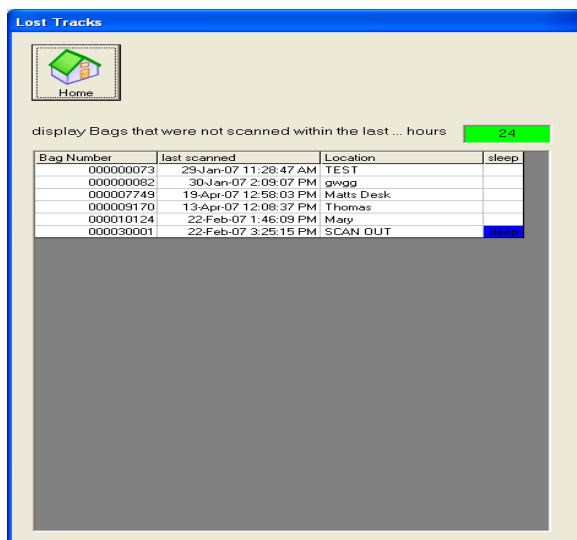 Lost Tracks
Home
display Bags that were not scanned within the last ... hours 24
Bag Number last scanned Location sleep
000000073 29-Jan-07 11:28:47 AM TEST
000000082 30-Jan-07 2:09:07 PM gwgg
000007749 19-Apr-07 12:58:03 PM Matts Desk
000009170 13-Apr-07 12:08:37 PM Thomas
000010124 22-Feb-07 1:46:09 PM Mary
000030001 22-Feb-07 3:25:15 PM SCAN OUT sleep